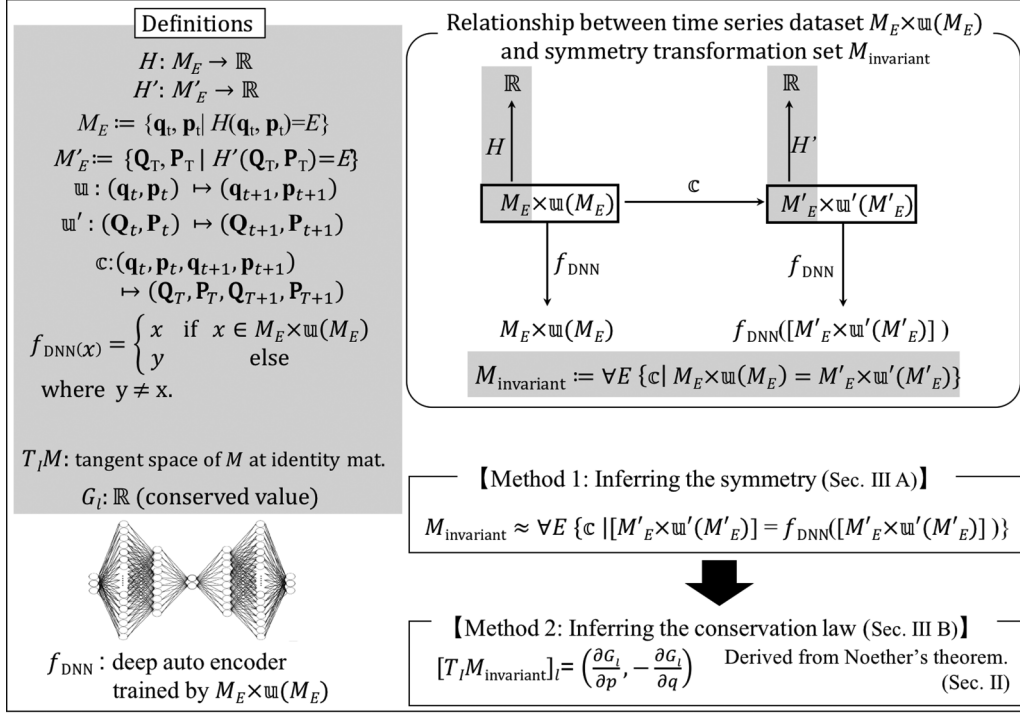 Definitions
H: M_E → ℝ
H': M'_E → ℝ
M_E ≔ {𝐪_t, 𝐩_t| H(𝐪_t, 𝐩_t)=E}
M'_E≔ {𝐐_T, 𝐏_T | H'(𝐐_T, 𝐏_T)=E}
𝕦 : (𝐪_t, 𝐩_t) ↦ (𝐪_{t+1}, 𝐩_{t+1})
𝕦′ : (𝐐_t, 𝐏_t) ↦ (𝐐_{t+1}, 𝐏_{t+1})
𝕔:(𝐪_t, 𝐩_t, 𝐪_{t+1}, 𝐩_{t+1})
↦ (𝐐_T, 𝐏_T, 𝐐_{T+1}, 𝐏_{T+1})
f_DNN(x) = { x if x ∈ M_E×𝕦(M_E)
y else
where y ≠ x.
T_I M: tangent space of M at identity mat.
G_l: ℝ (conserved value)
f_DNN : deep auto encoder
trained by M_E×𝕦(M_E)
Relationship between time series dataset M_E×𝕦(M_E)
and symmetry transformation set M_invariant
ℝ
ℝ
H
H'
𝕔
M_E×𝕦(M_E)
M'_E×𝕦'(M'_E)
f_DNN
f_DNN
M_E×𝕦(M_E)
f_DNN([M'_E×𝕦'(M'_E)] )
M_invariant ≔ ∀E {𝕔| M_E×𝕦(M_E) = M'_E×𝕦'(M'_E)}
【Method 1: Inferring the symmetry (Sec. III A)】
M_invariant ≈ ∀E {𝕔 |[M'_E×𝕦'(M'_E)] = f_DNN([M'_E×𝕦'(M'_E)] )}
【Method 2: Inferring the conservation law (Sec. III B)】
[T_I M_invariant]_l= (∂G_l/∂p, −∂G_l/∂q)
Derived from Noether's theorem.
(Sec. II)